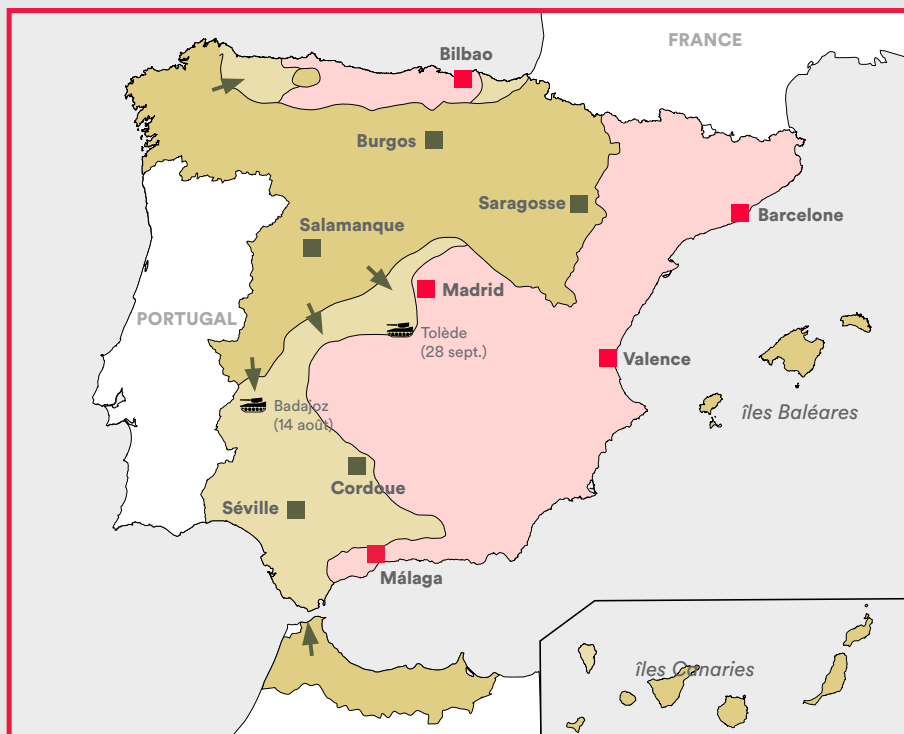 FRANCE
Bilbao
Burgos
Saragosse
Barcelone
Salamanque
Madrid
PORTUGAL
Tolède
(28 sept.)
Valence
Badajoz
(14 août)
îles Baléares
Cordoue
Séville
Málaga
îles Canaries